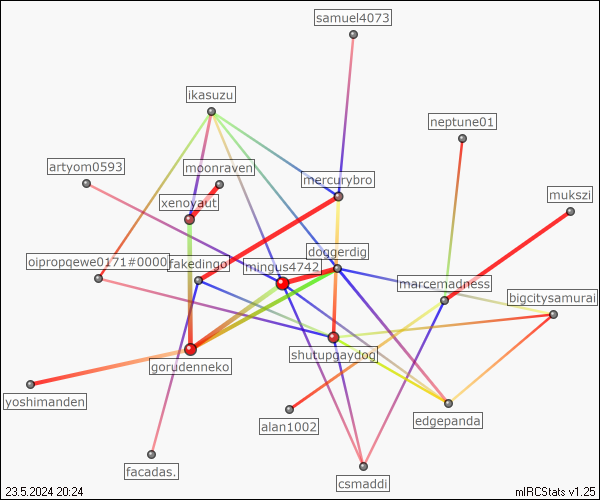 samuel4073
ikasuzu
neptune01
artyom0593
moonraven
mercurybro
mukszi
xenoyaut
doggerdig
oipropqewe0171#0000
fakedingo
mingus4742
marcemadness
bigcitysamurai
shutupgaydog
gorudenneko
yoshimanden
edgepanda
alan1002
facadas.
csmaddi
23.5.2024 20:24
mIRCStats v1.25